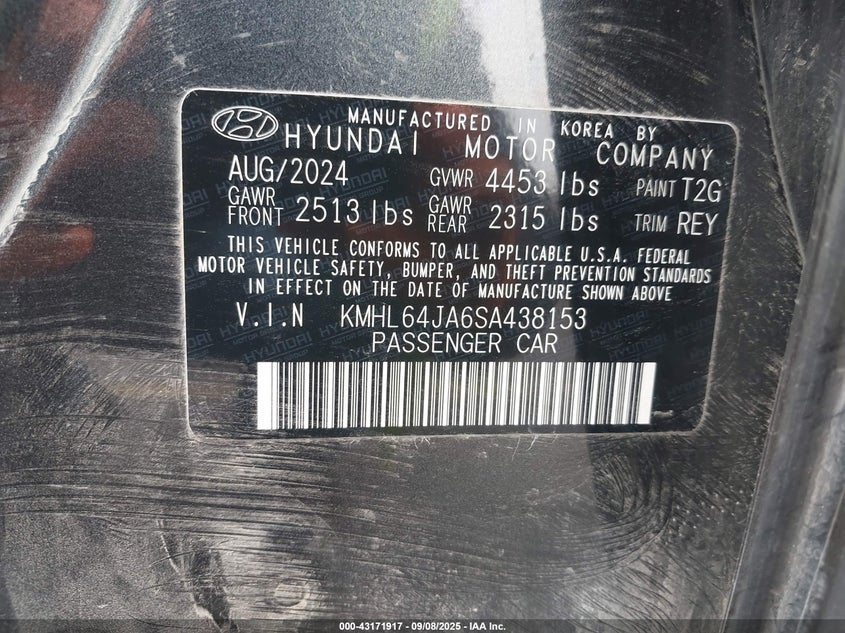 MANUFACTURED IN KOREA BY
HYUNDAI MOTOR COMPANY
AUG/2024 GVWR 4453 lbs PAINT T2G
GAWR FRONT 2513 lbs GAWR REAR 2315 lbs TRIM REY
THIS VEHICLE CONFORMS TO ALL APPLICABLE U.S.A. FEDERAL
MOTOR VEHICLE SAFETY, BUMPER, AND THEFT PREVENTION STANDARDS
IN EFFECT ON THE DATE OF MANUFACTURE SHOWN ABOVE
V.I.N KMHL64JA6SA438153
PASSENGER CAR
000-43171917 - 09/08/2025 - IAA Inc.